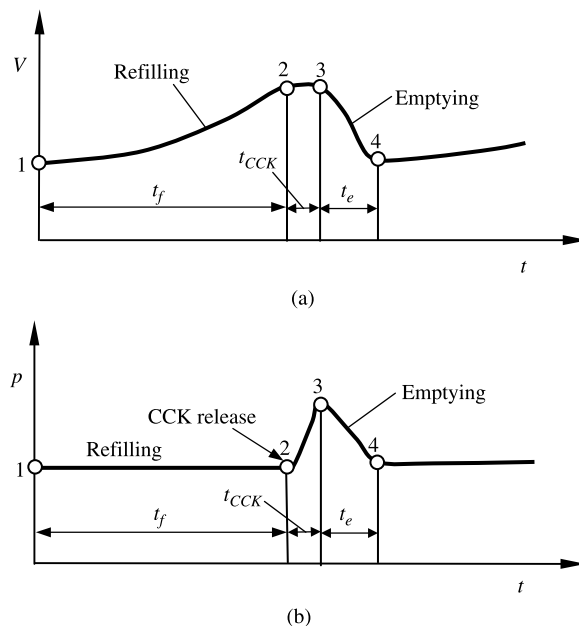 V
Refilling
2
3
Emptying
1
4
t_CCK
t_f
t_e
t
(a)
p
3
Emptying
CCK release
Refilling
2
4
1
t_CCK
t_f
t_e
t
(b)